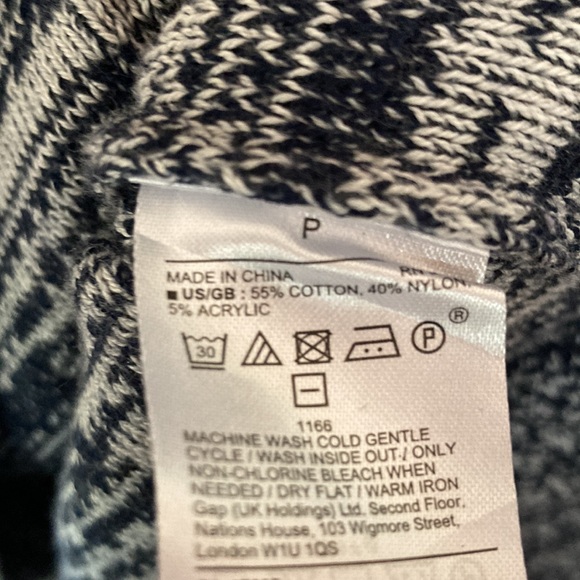 P
RN
MADE IN CHINA
■ US/GB : 55% COTTON, 40% NYLON,
5% ACRYLIC
®
30
P
1166
MACHINE WASH COLD GENTLE
CYCLE / WASH INSIDE OUT / ONLY
NON-CHLORINE BLEACH WHEN
NEEDED / DRY FLAT / WARM IRON
Gap (UK Holdings) Ltd. Second Floor,
Nations House, 103 Wigmore Street,
London W1U 1QS